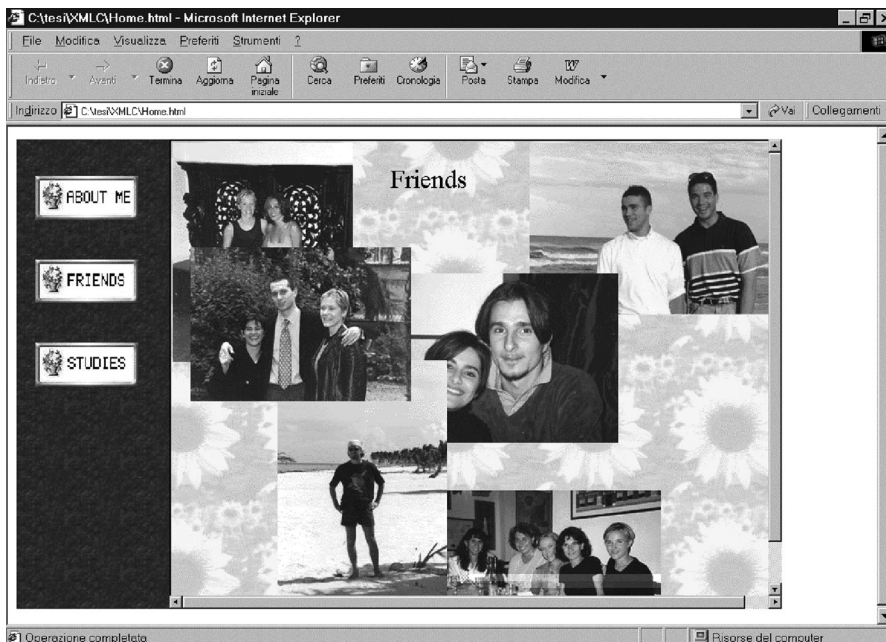 C:\tesi\XMLC\Home.html - Microsoft Internet Explorer
File Modifica Visualizza Preferiti Strumenti ?
Indietro Avanti Termina Aggiorna Pagina iniziale Cerca Preferiti Cronologia Posta Stampa Modifica
Indirizzo C:\tesi\XMLC\Home.html Vai Collegamenti
Friends
ABOUT ME
FRIENDS
STUDIES
Operazione completata Risorse del computer